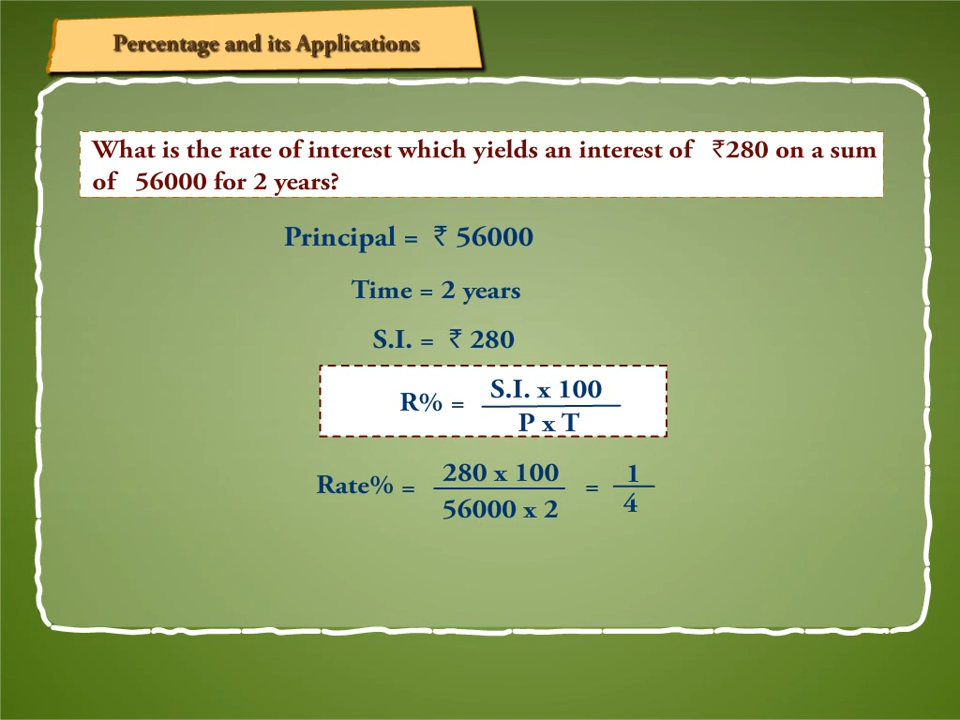 Percentage and its Applications
What is the rate of interest which yields an interest of ₹280 on a sum
of 56000 for 2 years?
Principal = ₹ 56000
Time = 2 years
S.I. = ₹ 280
R% = S.I. x 100 / P x T
Rate% = 280 x 100 / 56000 x 2 = 1 / 4